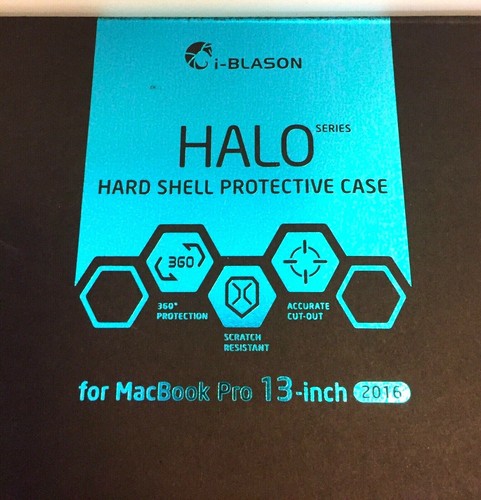 i-BLASON
HALO SERIES
HARD SHELL PROTECTIVE CASE
360
360°
PROTECTION
SCRATCH
RESISTANT
ACCURATE
CUT-OUT
for MacBook Pro 13-inch 2016